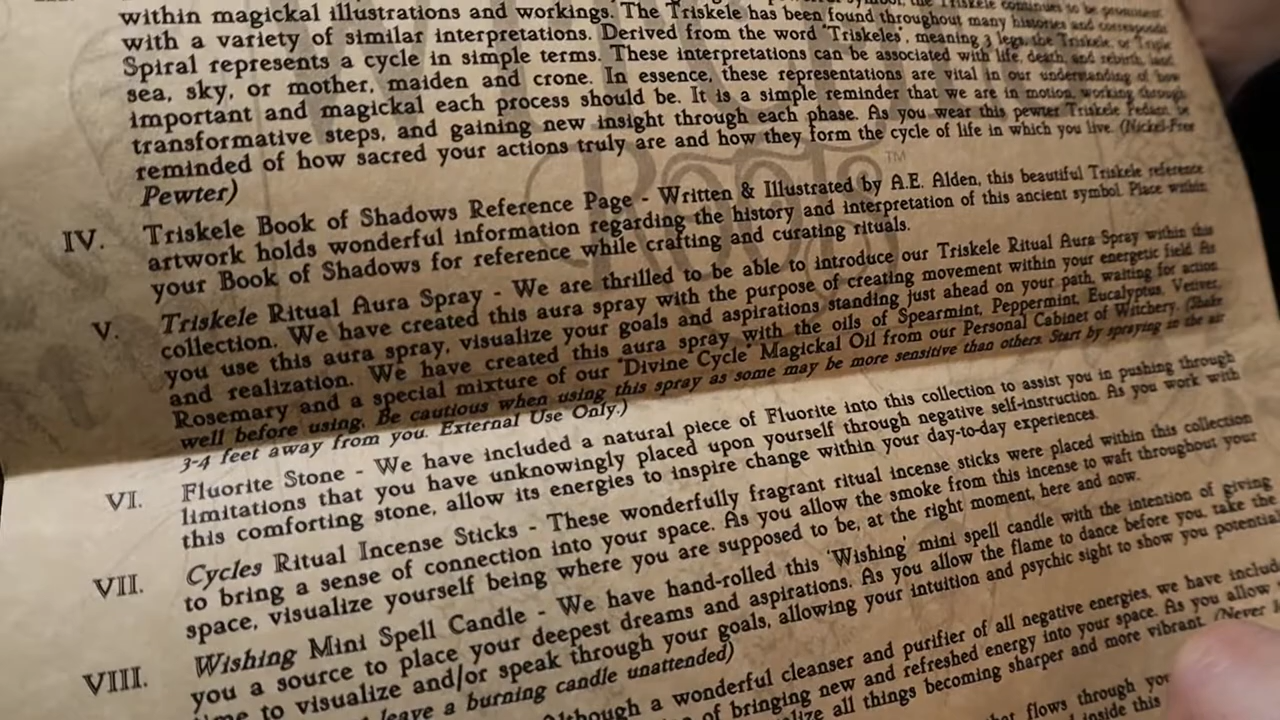 within magickal illustrations and workings. The Triskele has been found throughout many histories and corresponds
with a variety of similar interpretations. Derived from the word 'Triskeles', meaning 3 legs, the Triskele, or Triple
Spiral represents a cycle in simple terms. These interpretations can be associated with life, death, and rebirth, land,
sea, sky, or mother, maiden and crone. In essence, these representations are vital in our understanding of how
important and magickal each process should be. It is a simple reminder that we are in motion, working through
transformative steps, and gaining new insight through each phase. As you wear this pewter Triskele Pedant, be
reminded of how sacred your actions truly are and how they form the cycle of life in which you live. (Nickel-Free
Pewter)
IV. Triskele Book of Shadows Reference Page - Written & Illustrated by A.E. Alden, this beautiful Triskele reference
artwork holds wonderful information regarding the history and interpretation of this ancient symbol. Place within
your Book of Shadows for reference while crafting and curating rituals.
V. Triskele Ritual Aura Spray - We are thrilled to be able to introduce our Triskele Ritual Aura Spray within this
collection. We have created this aura spray with the purpose of creating movement within your energetic field. As
you use this aura spray, visualize your goals and aspirations standing just ahead on your path, waiting for action
and realization. We have created this aura spray with the oils of Spearmint, Peppermint, Eucalyptus, Vetiver,
Rosemary and a special mixture of our 'Divine Cycle' Magickal Oil from our Personal Cabinet of Witchery. (Shake
well before using. Be cautious when using this spray as some may be more sensitive than others. Start by spraying in the air
3-4 feet away from you. External Use Only.)
VI. Fluorite Stone - We have included a natural piece of Fluorite into this collection to assist you in pushing through
limitations that you have unknowingly placed upon yourself through negative self-instruction. As you work with
this comforting stone, allow its energies to inspire change within your day-to-day experiences.
VII. Cycles Ritual Incense Sticks - These wonderfully fragrant ritual incense sticks were placed within this collection
to bring a sense of connection into your space. As you allow the smoke from this incense to waft throughout your
space, visualize yourself being where you are supposed to be, at the right moment, here and now.
VIII. Wishing Mini Spell Candle - We have hand-rolled this 'Wishing' mini spell candle with the intention of giving
you a source to place your deepest dreams and aspirations. As you allow the flame to dance before you, take the
to visualize and/or speak through your goals, allowing your intuition and psychic sight to show you potential
leave a burning candle unattended)
a wonderful cleanser and purifier of all negative energies, we have includ
of bringing new and refreshed energy into your space. As you allow
all things becoming sharper and more vibrant. (Never
flows through
inside this
Roots™